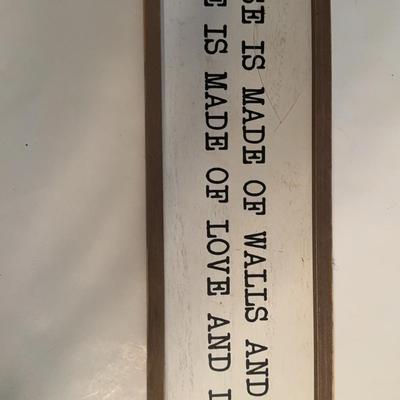 SE IS MADE OF WALLS AND
E IS MADE OF LOVE AND